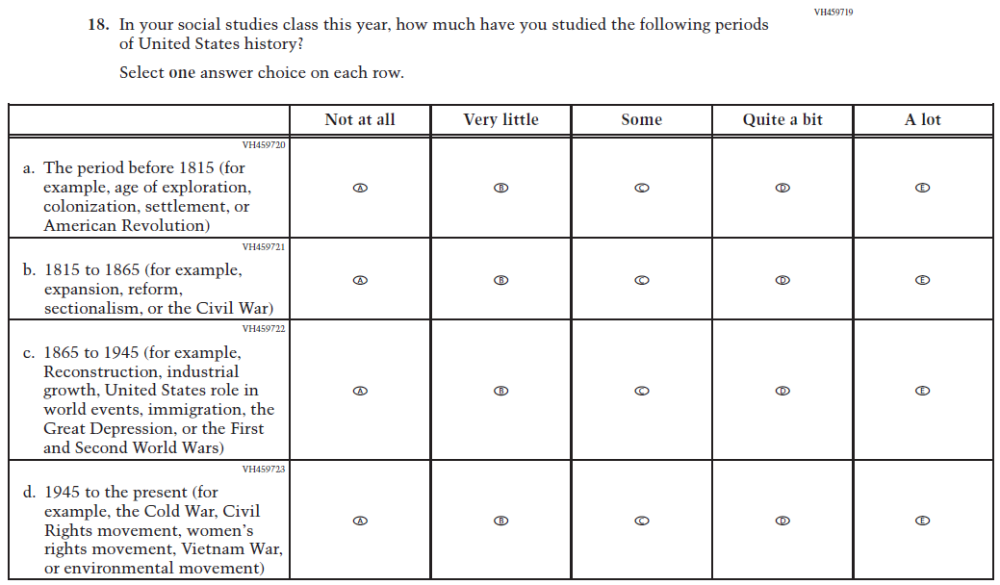 VH459719
18. In your social studies class this year, how much have you studied the following periods
of United States history?
Select one answer choice on each row.
Not at all Very little Some Quite a bit A lot
VH459720
a. The period before 1815 (for
example, age of exploration,
colonization, settlement, or
American Revolution)
A B C D E
VH459721
b. 1815 to 1865 (for example,
expansion, reform,
sectionalism, or the Civil War)
A B C D E
VH459722
c. 1865 to 1945 (for example,
Reconstruction, industrial
growth, United States role in
world events, immigration, the
Great Depression, or the First
and Second World Wars)
A B C D E
VH459723
d. 1945 to the present (for
example, the Cold War, Civil
Rights movement, women's
rights movement, Vietnam War,
or environmental movement)
A B C D E